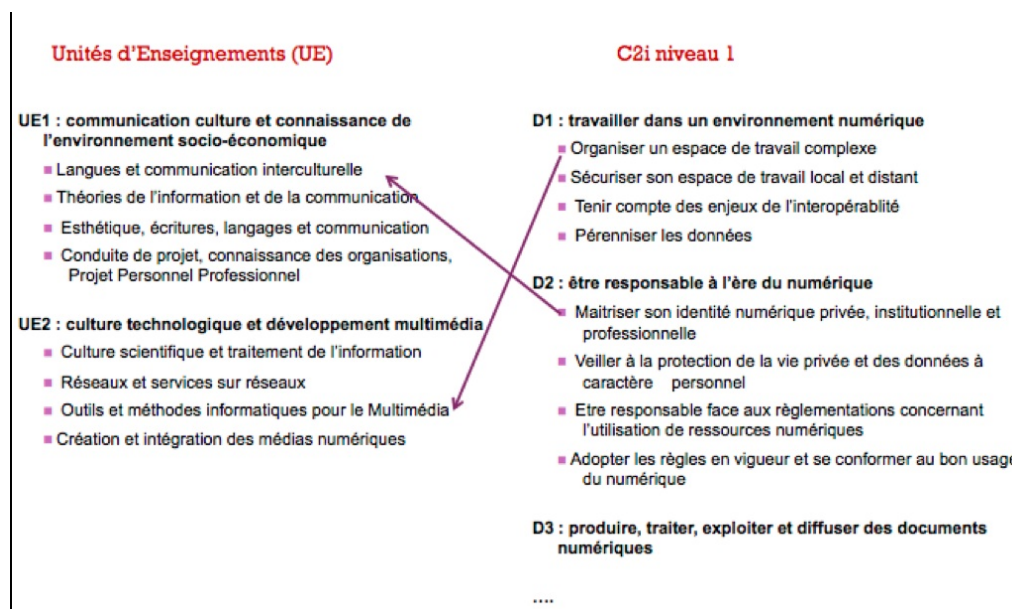 Unités d'Enseignements (UE)
UE1 : communication culture et connaissance de
l'environnement socio-économique
Langues et communication interculturelle
Théories de l'information et de la communication
Esthétique, écritures, langages et communication
Conduite de projet, connaissance des organisations,
Projet Personnel Professionnel
UE2 : culture technologique et développement multimédia
Culture scientifique et traitement de l'information
Réseaux et services sur réseaux
Outils et méthodes informatiques pour le Multimédia
Création et intégration des médias numériques
C2i niveau 1
D1 : travailler dans un environnement numérique
Organiser un espace de travail complexe
Sécuriser son espace de travail local et distant
Tenir compte des enjeux de l'interopérablité
Pérenniser les données
D2 : être responsable à l'ère du numérique
Maitriser son identité numérique privée, institutionnelle et
professionnelle
Veiller à la protection de la vie privée et des données à
caractère personnel
Etre responsable face aux règlementations concernant
l'utilisation de ressources numériques
Adopter les règles en vigueur et se conformer au bon usage
du numérique
D3 : produire, traiter, exploiter et diffuser des documents
numériques
....